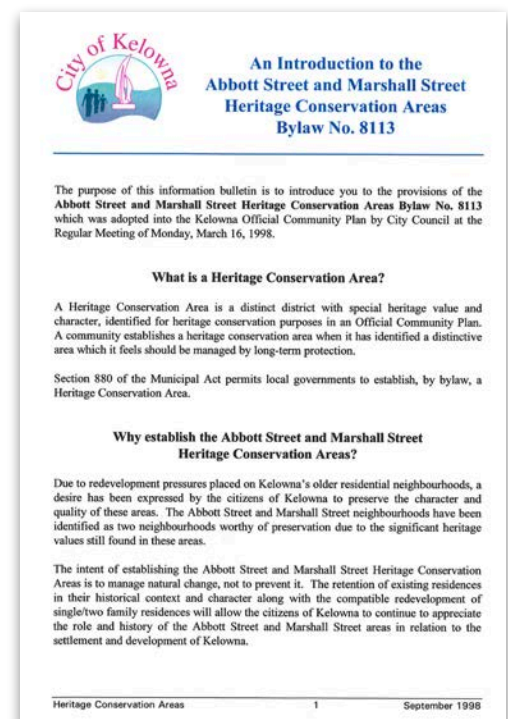 City of Kelowna
An Introduction to the
Abbott Street and Marshall Street
Heritage Conservation Areas
Bylaw No. 8113
The purpose of this information bulletin is to introduce you to the provisions of the
Abbott Street and Marshall Street Heritage Conservation Areas Bylaw No. 8113
which was adopted into the Kelowna Official Community Plan by City Council at the
Regular Meeting of Monday, March 16, 1998.
What is a Heritage Conservation Area?
A Heritage Conservation Area is a distinct district with special heritage value and
character, identified for heritage conservation purposes in an Official Community Plan.
A community establishes a heritage conservation area when it has identified a distinctive
area which it feels should be managed by long-term protection.
Section 880 of the Municipal Act permits local governments to establish, by bylaw, a
Heritage Conservation Area.
Why establish the Abbott Street and Marshall Street
Heritage Conservation Areas?
Due to redevelopment pressures placed on Kelowna's older residential neighbourhoods, a
desire has been expressed by the citizens of Kelowna to preserve the character and
quality of these areas. The Abbott Street and Marshall Street neighbourhoods have been
identified as two neighbourhoods worthy of preservation due to the significant heritage
values still found in these areas.
The intent of establishing the Abbott Street and Marshall Street Heritage Conservation
Areas is to manage natural change, not to prevent it. The retention of existing residences
in their historical context and character along with the compatible redevelopment of
single/two family residences will allow the citizens of Kelowna to continue to appreciate
the role and history of the Abbott Street and Marshall Street areas in relation to the
settlement and development of Kelowna.
Heritage Conservation Areas 1 September 1998